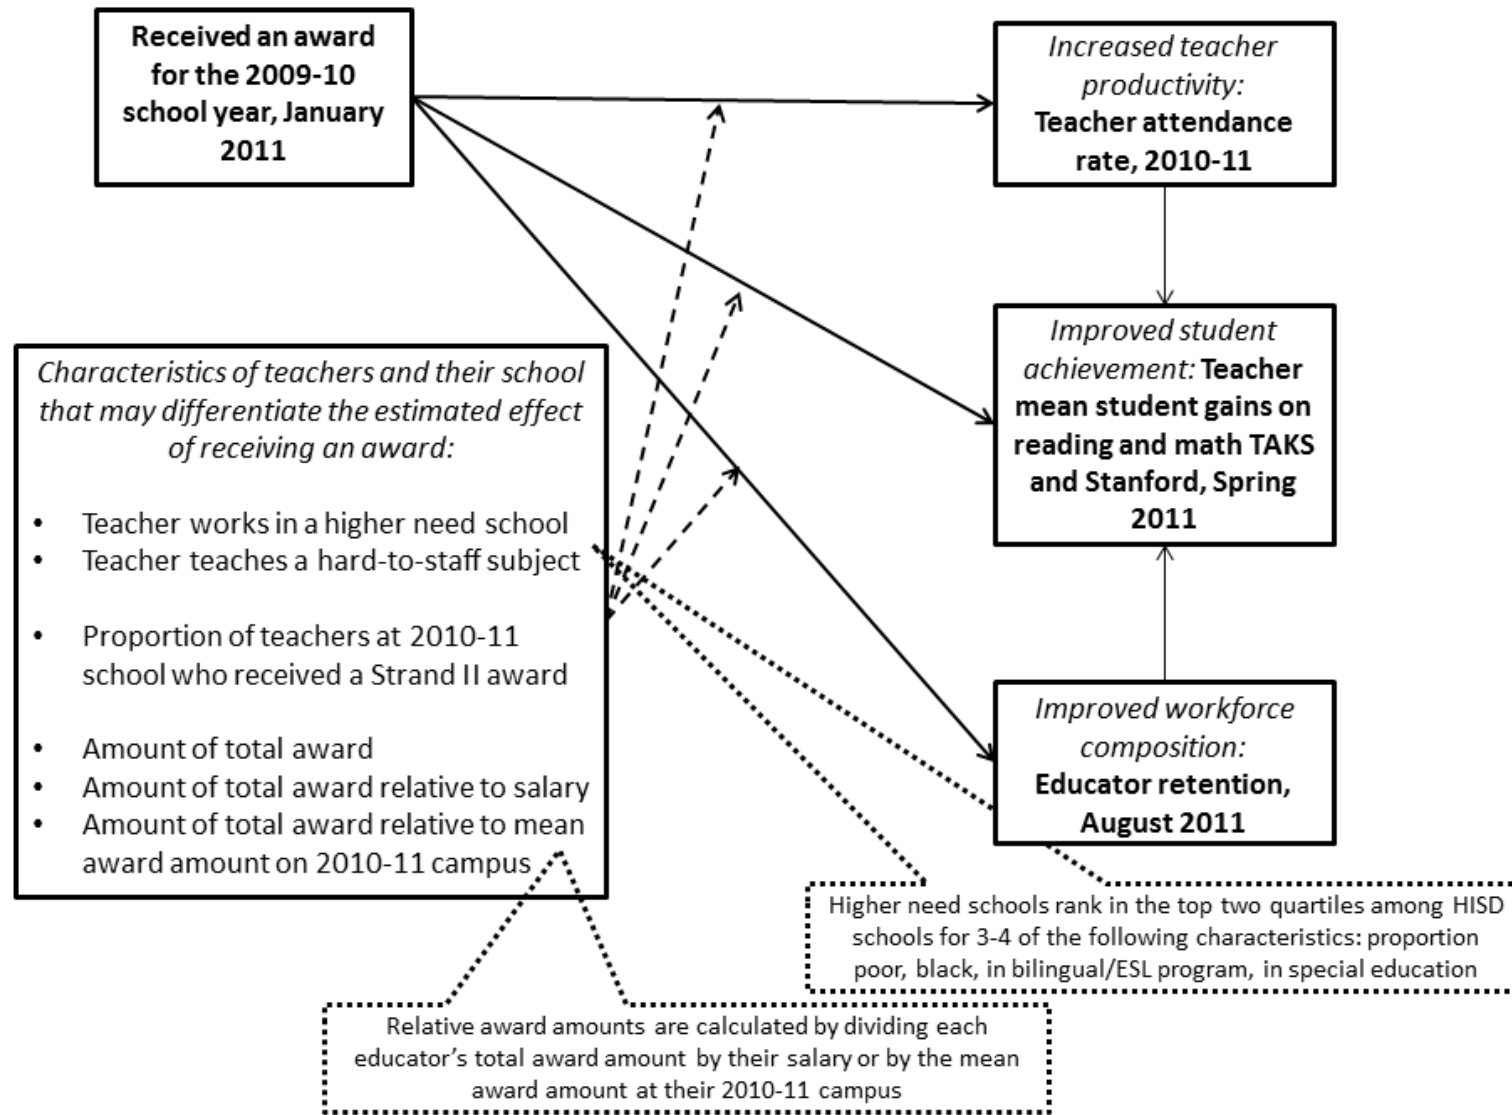 Received an award
for the 2009-10
school year, January
2011
Increased teacher
productivity:
Teacher attendance
rate, 2010-11
Improved student
achievement: Teacher
mean student gains on
reading and math TAKS
and Stanford, Spring
2011
Characteristics of teachers and their school
that may differentiate the estimated effect
of receiving an award:
• Teacher works in a higher need school
• Teacher teaches a hard-to-staff subject
• Proportion of teachers at 2010-11
school who received a Strand II award
• Amount of total award
• Amount of total award relative to salary
• Amount of total award relative to mean
award amount on 2010-11 campus
Improved workforce
composition:
Educator retention,
August 2011
Higher need schools rank in the top two quartiles among HISD
schools for 3-4 of the following characteristics: proportion
poor, black, in bilingual/ESL program, in special education
Relative award amounts are calculated by dividing each
educator's total award amount by their salary or by the mean
award amount at their 2010-11 campus